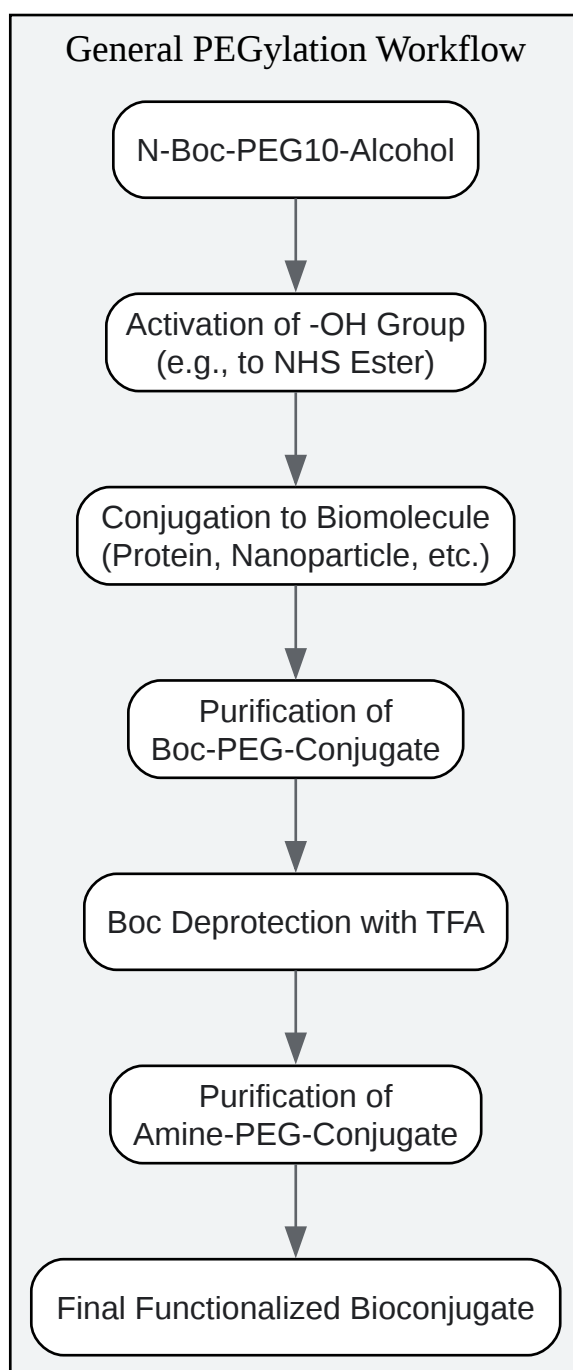 General PEGylation Workflow
N-Boc-PEG10-Alcohol
Activation of -OH Group
(e.g., to NHS Ester)
Conjugation to Biomolecule
(Protein, Nanoparticle, etc.)
Purification of
Boc-PEG-Conjugate
Boc Deprotection with TFA
Purification of
Amine-PEG-Conjugate
Final Functionalized Bioconjugate